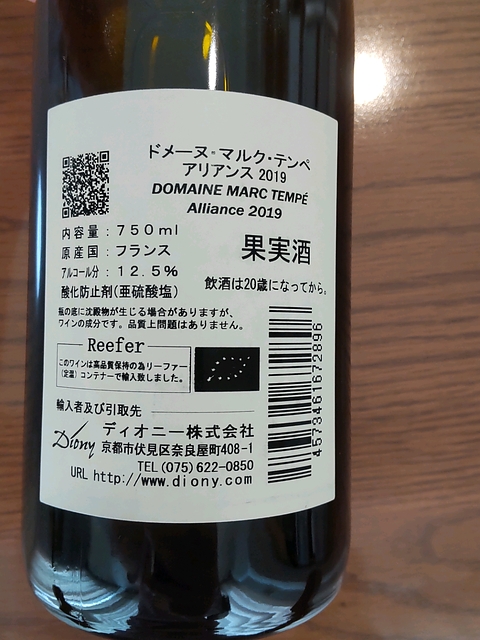 ドメーヌ・マルク・テンペ
アリアンス 2019
DOMAINE MARC TEMPÉ
Alliance 2019
内容量：750ml
原産国：フランス
アルコール分：12.5%
酸化防止剤(亜硫酸塩)
果実酒
飲酒は20歳になってから。
瓶の底に沈殿物が生じる場合がありますが、
ワインの成分です。品質上問題はありません。
Reefer
このワインは高品質保持の為リーファー
(定温)コンテナーで輸入致しました。
輸入者及び引取先
Diony
ディオニー株式会社
京都市伏見区奈良屋町408-1
TEL(075)622-0850
URL http://www.diony.com
4573461672896